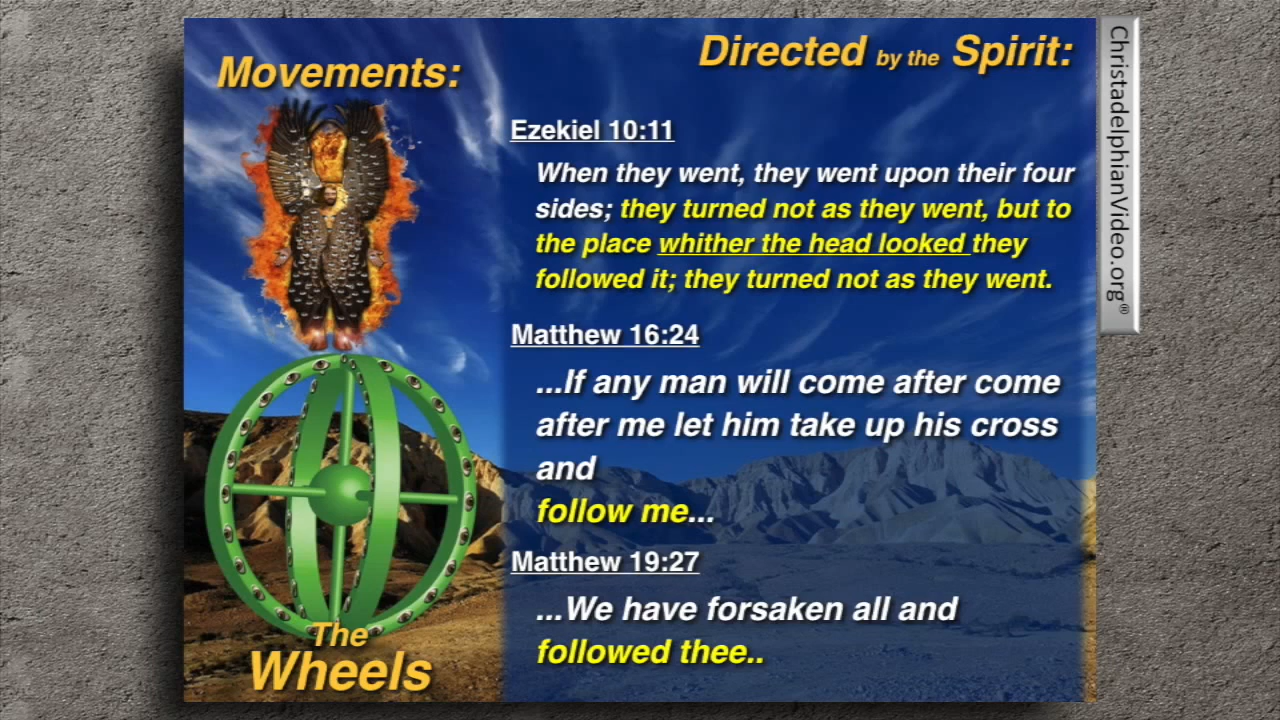 Movements:
The
Wheels
Directed by the Spirit:
Ezekiel 10:11
When they went, they went upon their four
sides; they turned not as they went, but to
the place whither the head looked they
followed it; they turned not as they went.
Matthew 16:24
...If any man will come after come
after me let him take up his cross
and
follow me...
Matthew 19:27
...We have forsaken all and
followed thee..
ChristadelphianVideo.org®